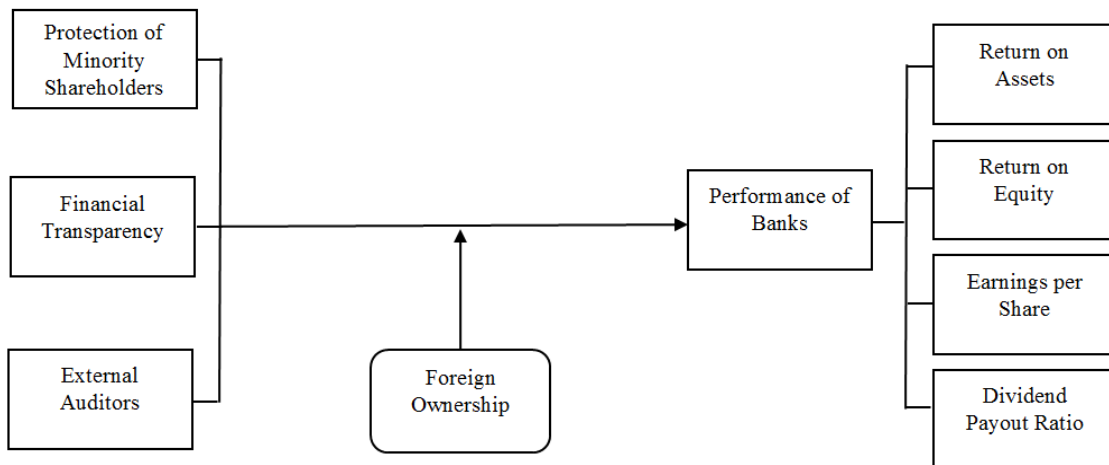 Protection of
Minority
Shareholders
Financial
Transparency
External
Auditors
Foreign
Ownership
Performance of
Banks
Return on
Assets
Return on
Equity
Earnings per
Share
Dividend
Payout Ratio